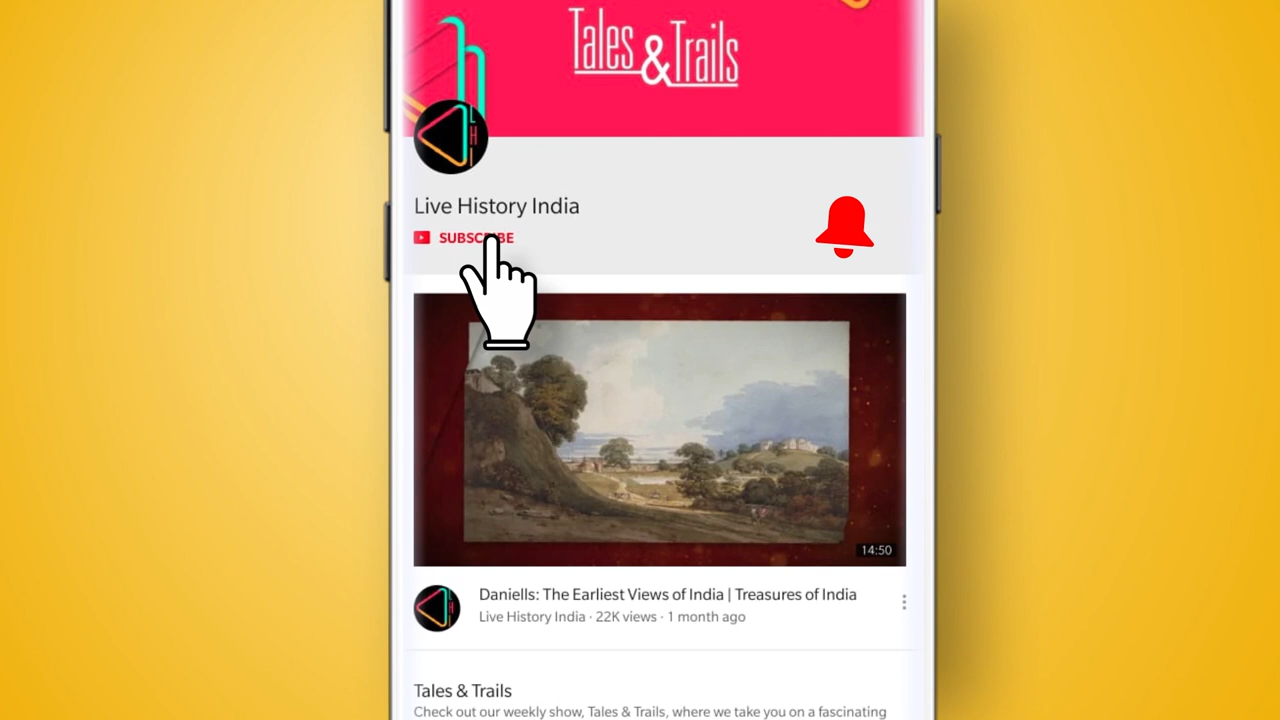 Tales & Trails
L
H
I
Live History India
SUBSCRIBE
14:50
Daniells: The Earliest Views of India | Treasures of India
Live History India · 22K views · 1 month ago
Tales & Trails
Check out our weekly show, Tales & Trails, where we take you on a fascinating